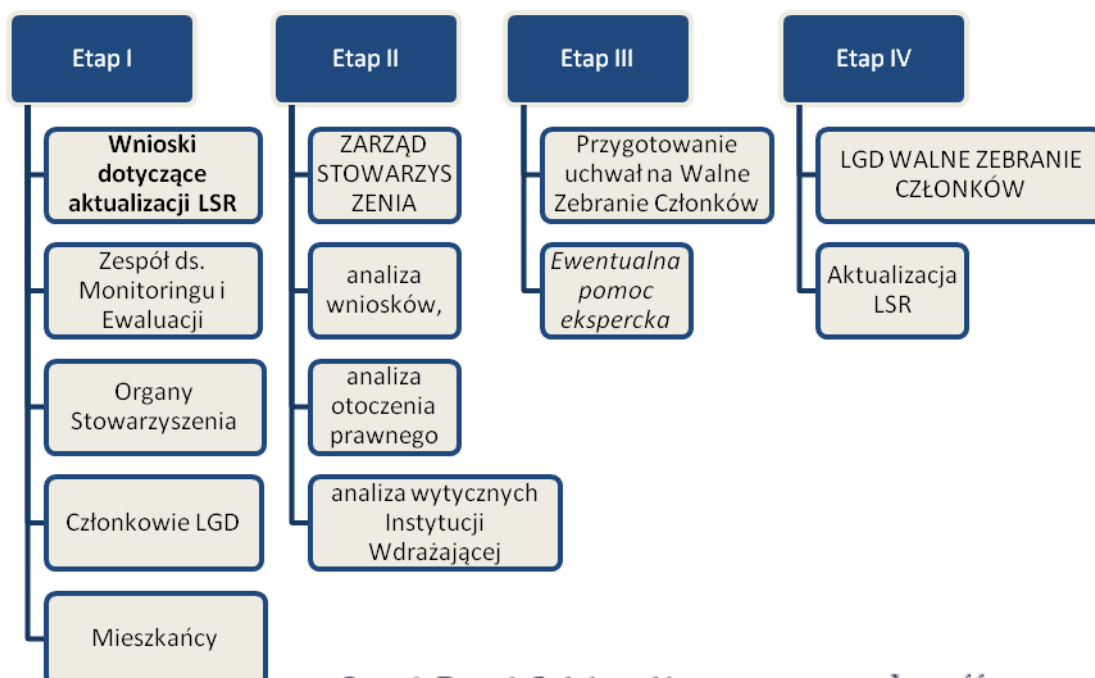 Etap I
Wnioski
dotyczące
aktualizacji LSR
Zespół ds.
Monitoringu i
Ewaluacji
Organy
Stowarzyszenia
Członkowie LGD
Mieszkańcy
Etap II
ZARZĄD
STOWARZYS
ZENIA
analiza
wniosków,
analiza
otoczenia
prawnego
analiza wytycznych
Instytucji
Wdrażającej
Etap III
Przygotowanie
uchwał na Walne
Zebranie Członków
Ewentualna
pomoc
ekspercka
Etap IV
LGD WALNE ZEBRANIE
CZŁONKÓW
Aktualizacja
LSR